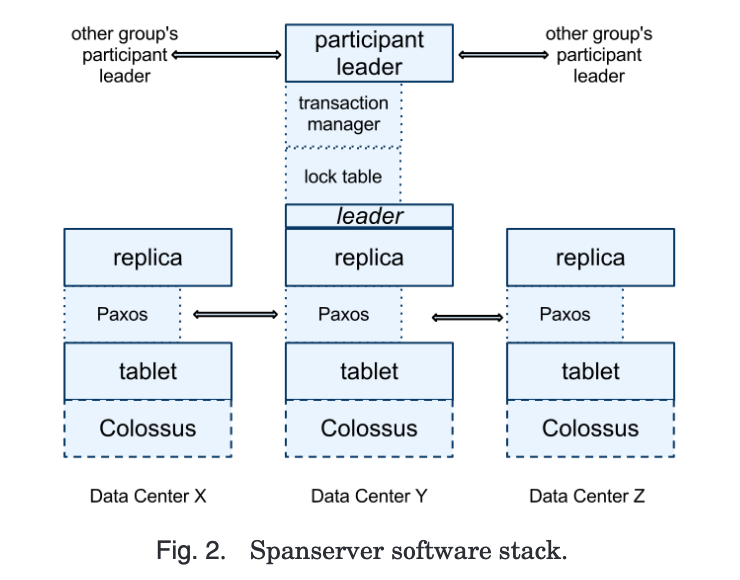 other group's
participant
leader
participant
leader
other group's
participant
leader
transaction
manager
lock table
leader
replica
replica
replica
Paxos
Paxos
Paxos
tablet
tablet
tablet
Colossus
Colossus
Colossus
Data Center X
Data Center Y
Data Center Z
Fig. 2. Spanserver software stack.